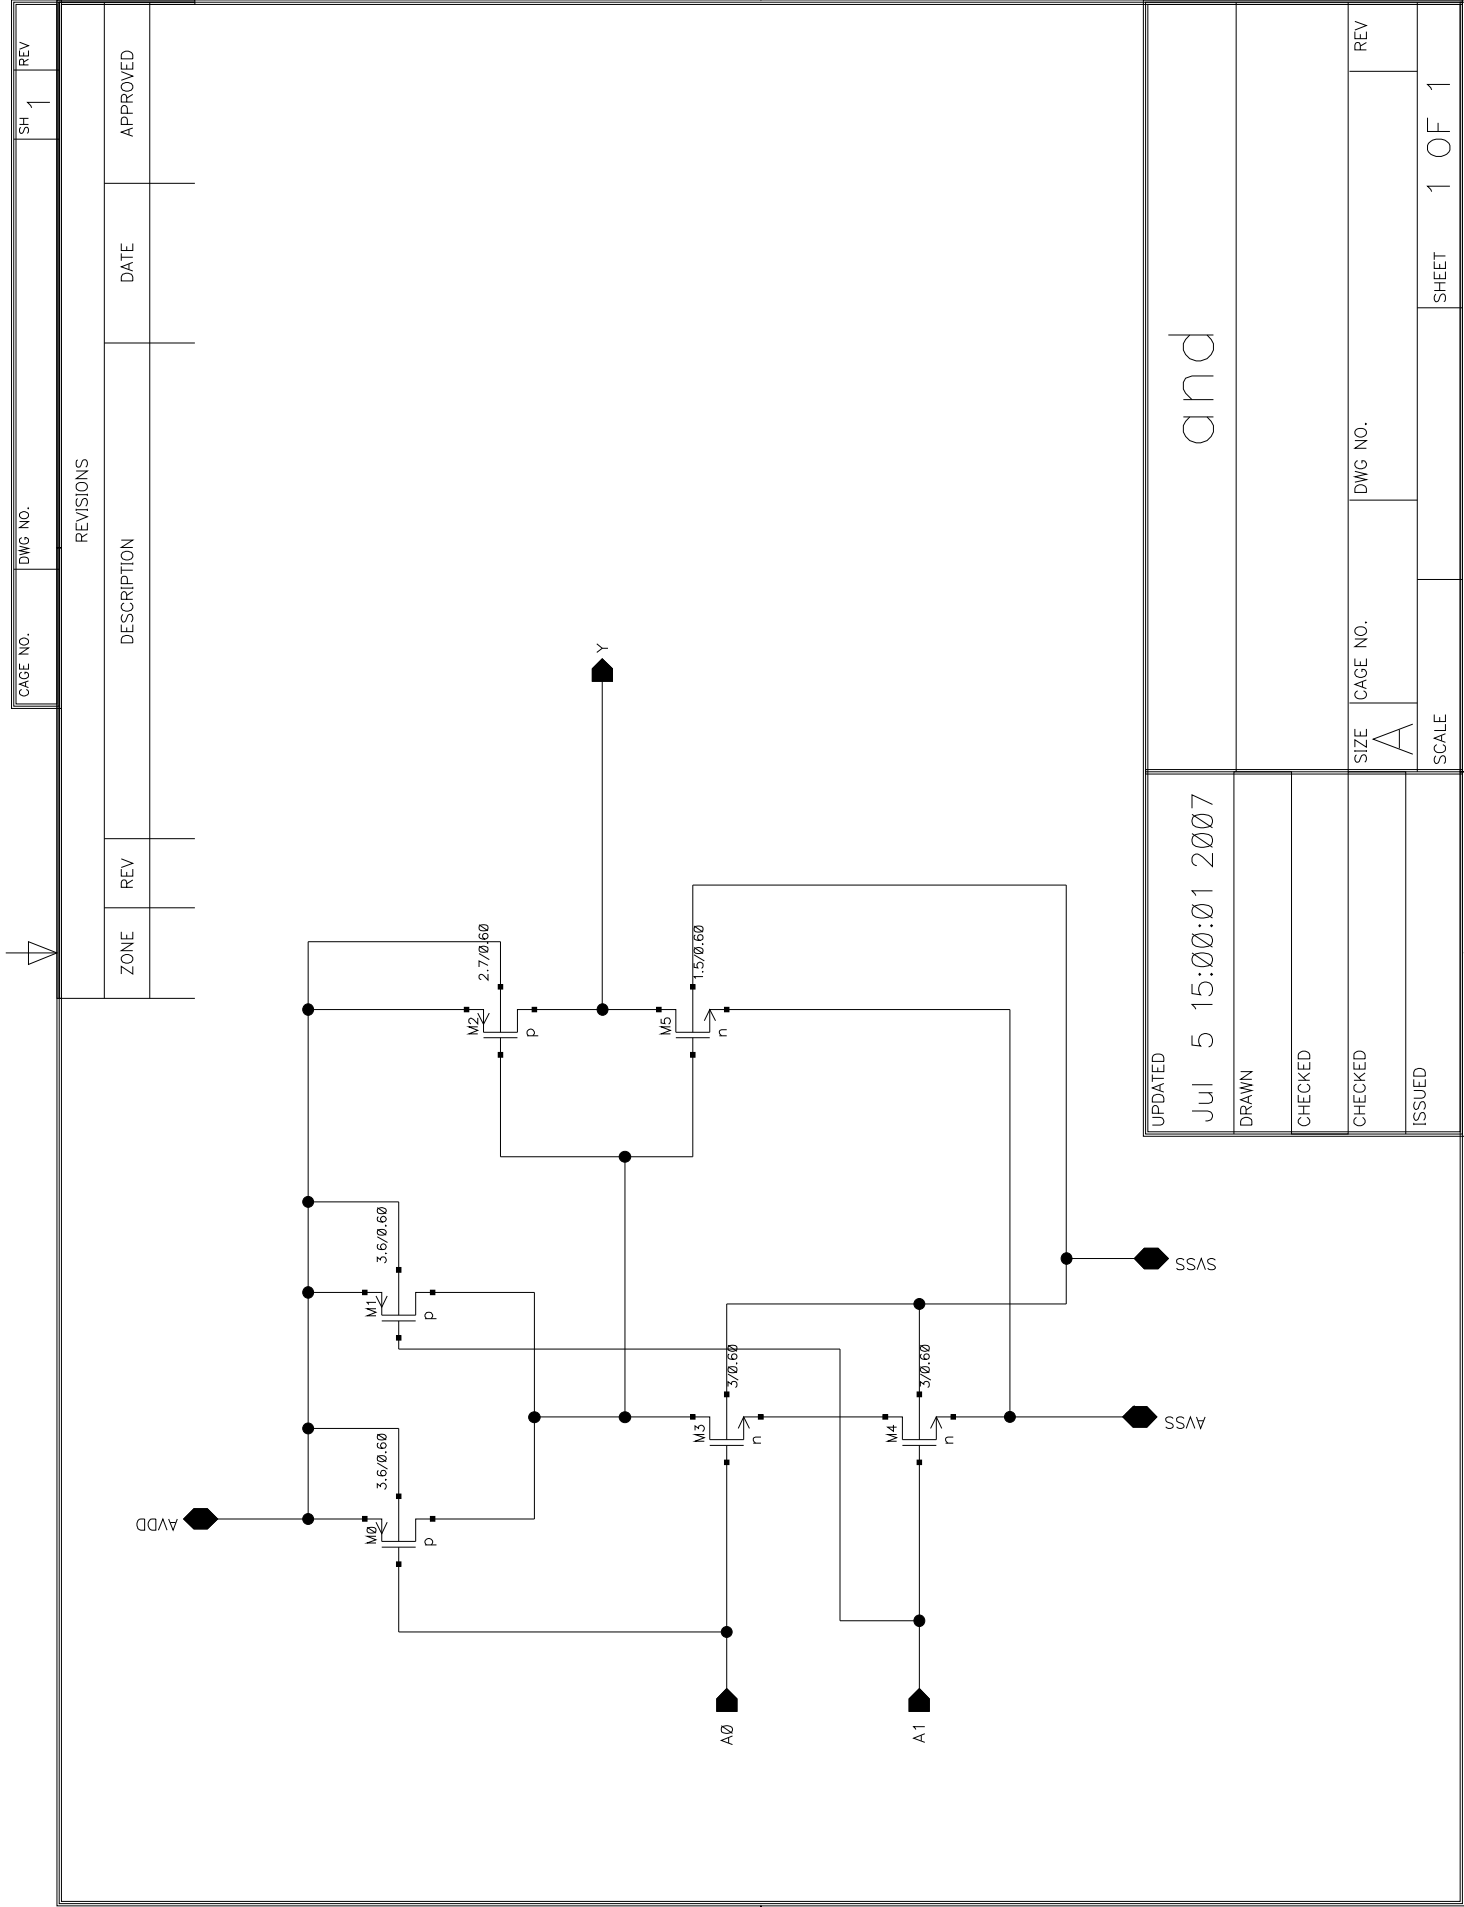 CAGE NO. DWG NO. SH 1 REV
REVISIONS
ZONE REV DESCRIPTION DATE APPROVED
AVDD
M0
3.6/0.60
p
M1
3.6/0.60
p
M2
2.7/0.60
p
Y
M5
1.5/0.60
n
A0
M3
3/0.60
n
A1
M4
3/0.60
n
AVSS
SVSS
UPDATED
Jul 5 15:00:01 2007
DRAWN
CHECKED
CHECKED
ISSUED
and
SIZE
A
CAGE NO.
DWG NO.
REV
SCALE
SHEET 1 OF 1